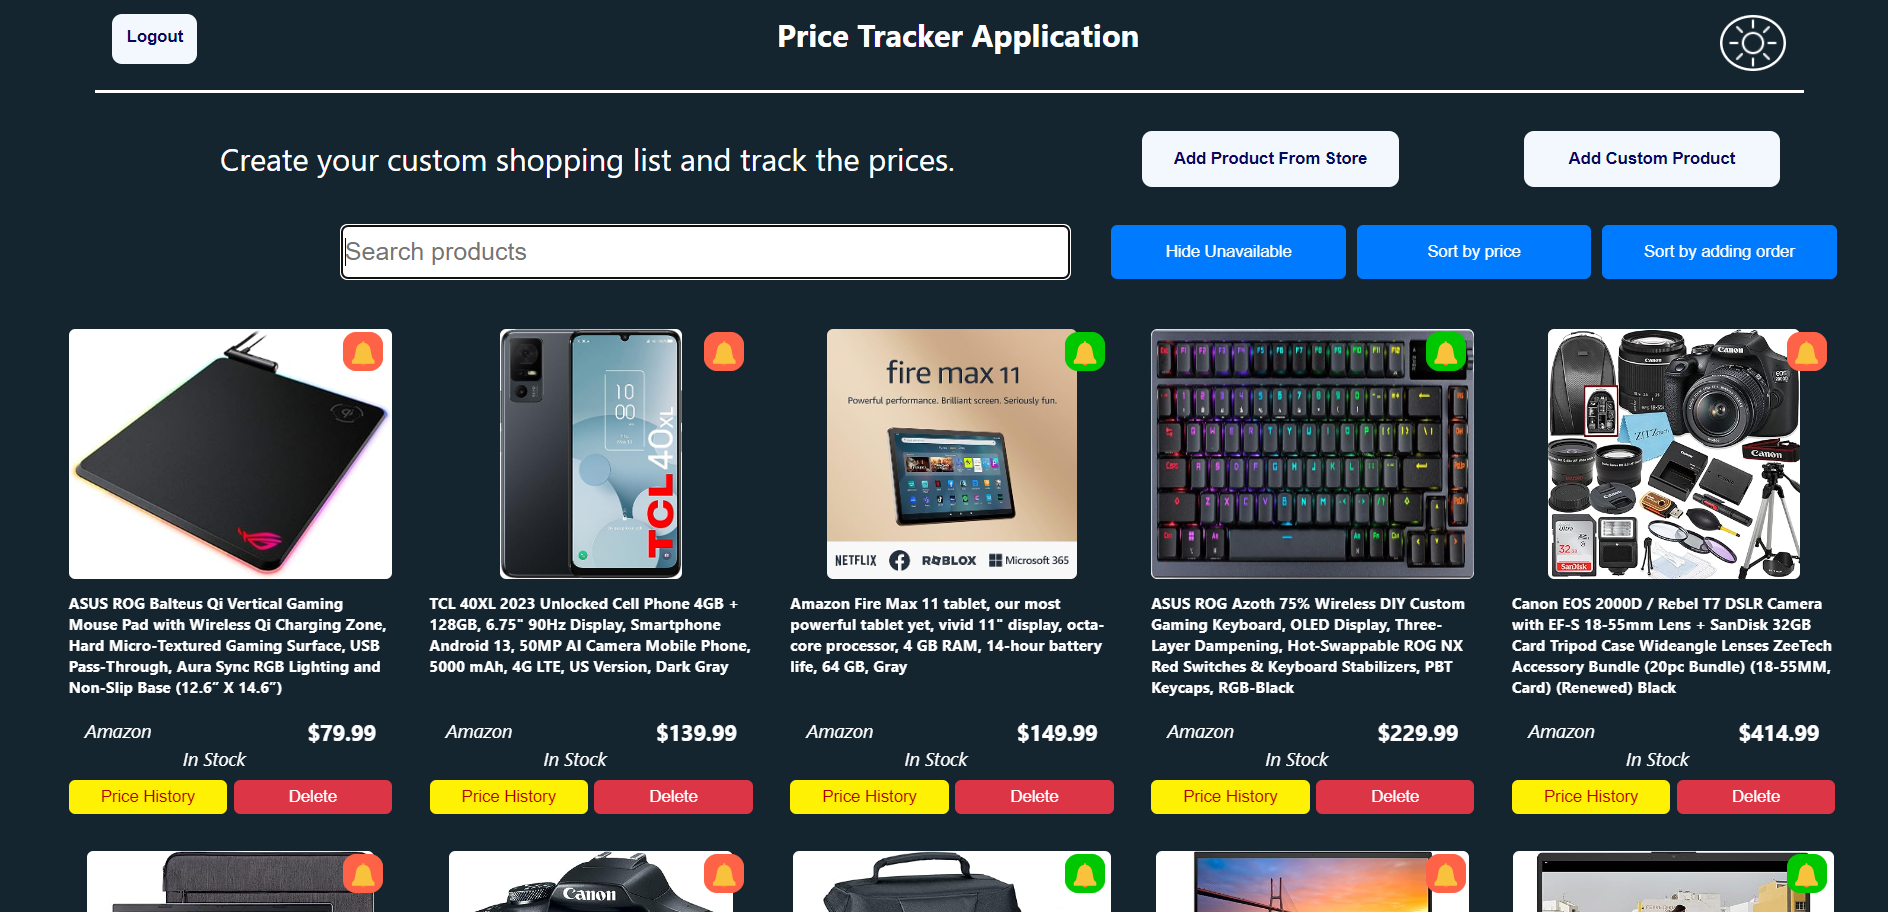 Logout
Price Tracker Application
Create your custom shopping list and track the prices.
Add Product From Store
Add Custom Product
Search products
Hide Unavailable
Sort by price
Sort by adding order
10
00
TCL 40XL
fire max 11
Powerful performance. Brilliant screen. Seriously fun.
NETFLIX
ROBLOX
Microsoft 365
Canon
ZEETech
Canon
Ultra
32GB
SanDisk
ASUS ROG Balteus Qi Vertical Gaming
Mouse Pad with Wireless Qi Charging Zone,
Hard Micro-Textured Gaming Surface, USB
Pass-Through, Aura Sync RGB Lighting and
Non-Slip Base (12.6” X 14.6”)
Amazon
$79.99
In Stock
Price History
Delete
TCL 40XL 2023 Unlocked Cell Phone 4GB +
128GB, 6.75" 90Hz Display, Smartphone
Android 13, 50MP AI Camera Mobile Phone,
5000 mAh, 4G LTE, US Version, Dark Gray
Amazon
$139.99
In Stock
Price History
Delete
Amazon Fire Max 11 tablet, our most
powerful tablet yet, vivid 11" display, octa-
core processor, 4 GB RAM, 14-hour battery
life, 64 GB, Gray
Amazon
$149.99
In Stock
Price History
Delete
ASUS ROG Azoth 75% Wireless DIY Custom
Gaming Keyboard, OLED Display, Three-
Layer Dampening, Hot-Swappable ROG NX
Red Switches & Keyboard Stabilizers, PBT
Keycaps, RGB-Black
Amazon
$229.99
In Stock
Price History
Delete
Canon EOS 2000D / Rebel T7 DSLR Camera
with EF-S 18-55mm Lens + SanDisk 32GB
Card Tripod Case Wideangle Lenses ZeeTech
Accessory Bundle (20pc Bundle) (18-55MM,
Card) (Renewed) Black
Amazon
$414.99
In Stock
Price History
Delete
Canon